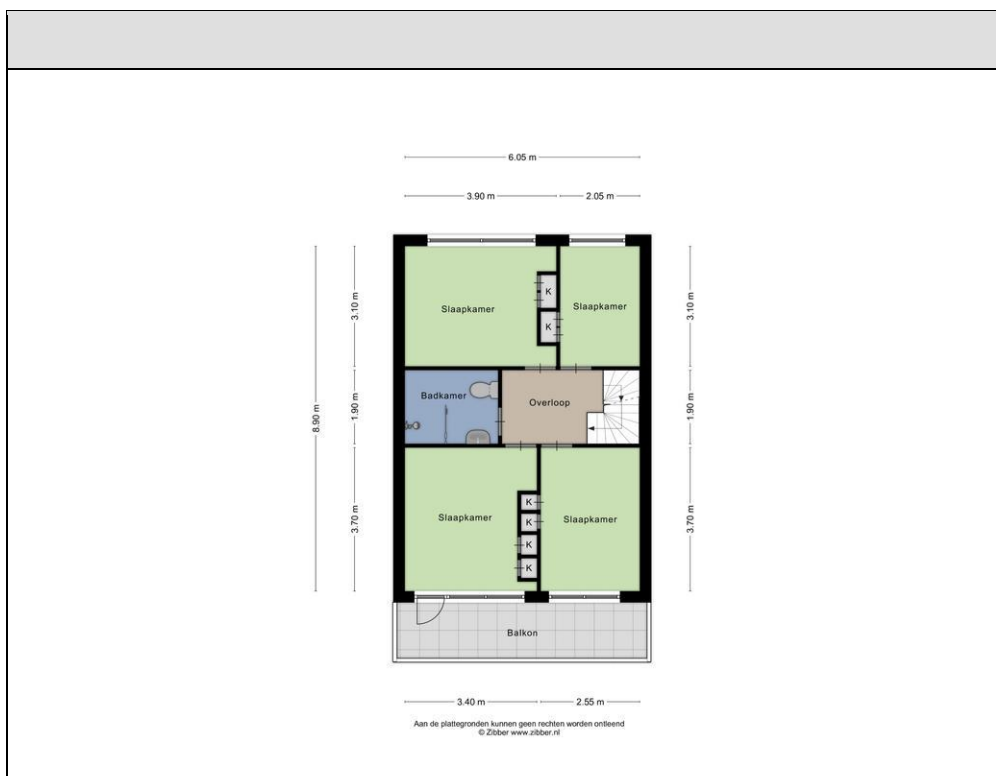 6.05 m
3.90 m
2.05 m
3.10 m
Slaapkamer
K
K
Slaapkamer
3.10 m
8.90 m
1.90 m
Badkamer
Overloop
1.90 m
3.70 m
Slaapkamer
K
K
K
K
Slaapkamer
3.70 m
Balkon
3.40 m
2.55 m
Aan de plattegronden kunnen geen rechten worden ontleend
© Zibber www.zibber.nl